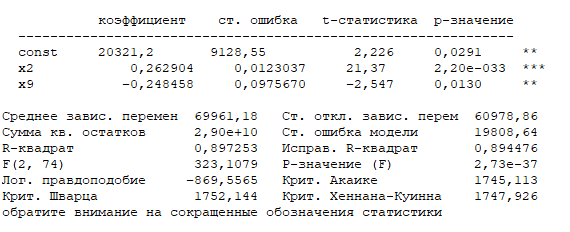 коэффициент ст. ошибка t-статистика p-значение
---------------------------------------------------------------
const 20321,2 9128,55 2,226 0,0291 **
x2 0,262904 0,0123037 21,37 2,20e-033 ***
x9 −0,248458 0,0975670 −2,547 0,0130 **
Среднее завис. перемен 69961,18 Ст. откл. завис. перем 60978,86
Сумма кв. остатков 2,90e+10 Ст. ошибка модели 19808,64
R-квадрат 0,897253 Исправ. R-квадрат 0,894476
F(2, 74) 323,1079 P-значение (F) 2,73e-37
Лог. правдоподобие −869,5565 Крит. Акаике 1745,113
Крит. Шварца 1752,144 Крит. Хеннана-Куинна 1747,926
обратите внимание на сокращенные обозначения статистики